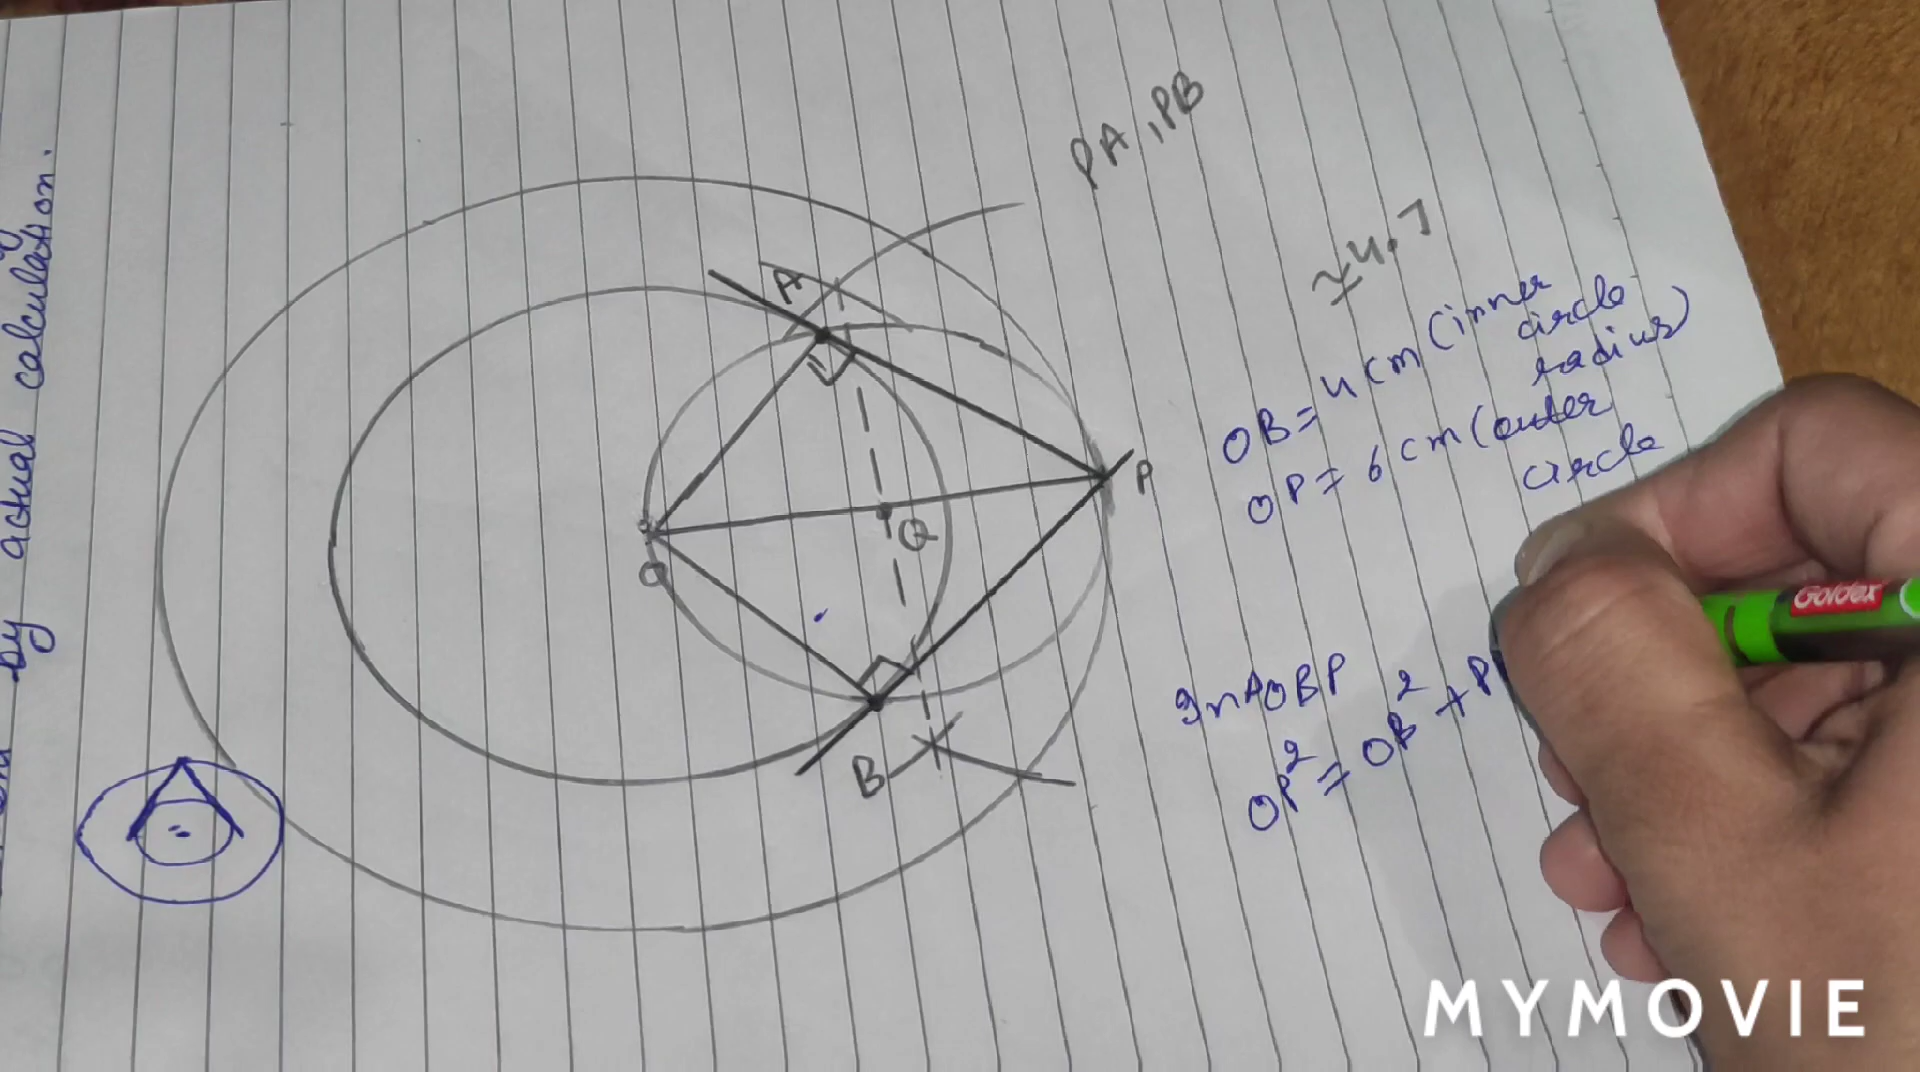 by actual calculation.
PA, PB
≃ 4.7
OB = 4 cm (inner
circle
radius)
OP = 6 cm (outer
circle
A
P
Q
O
B
In △OBP
OP² = OB² + P
Goldex
MYMOVIE